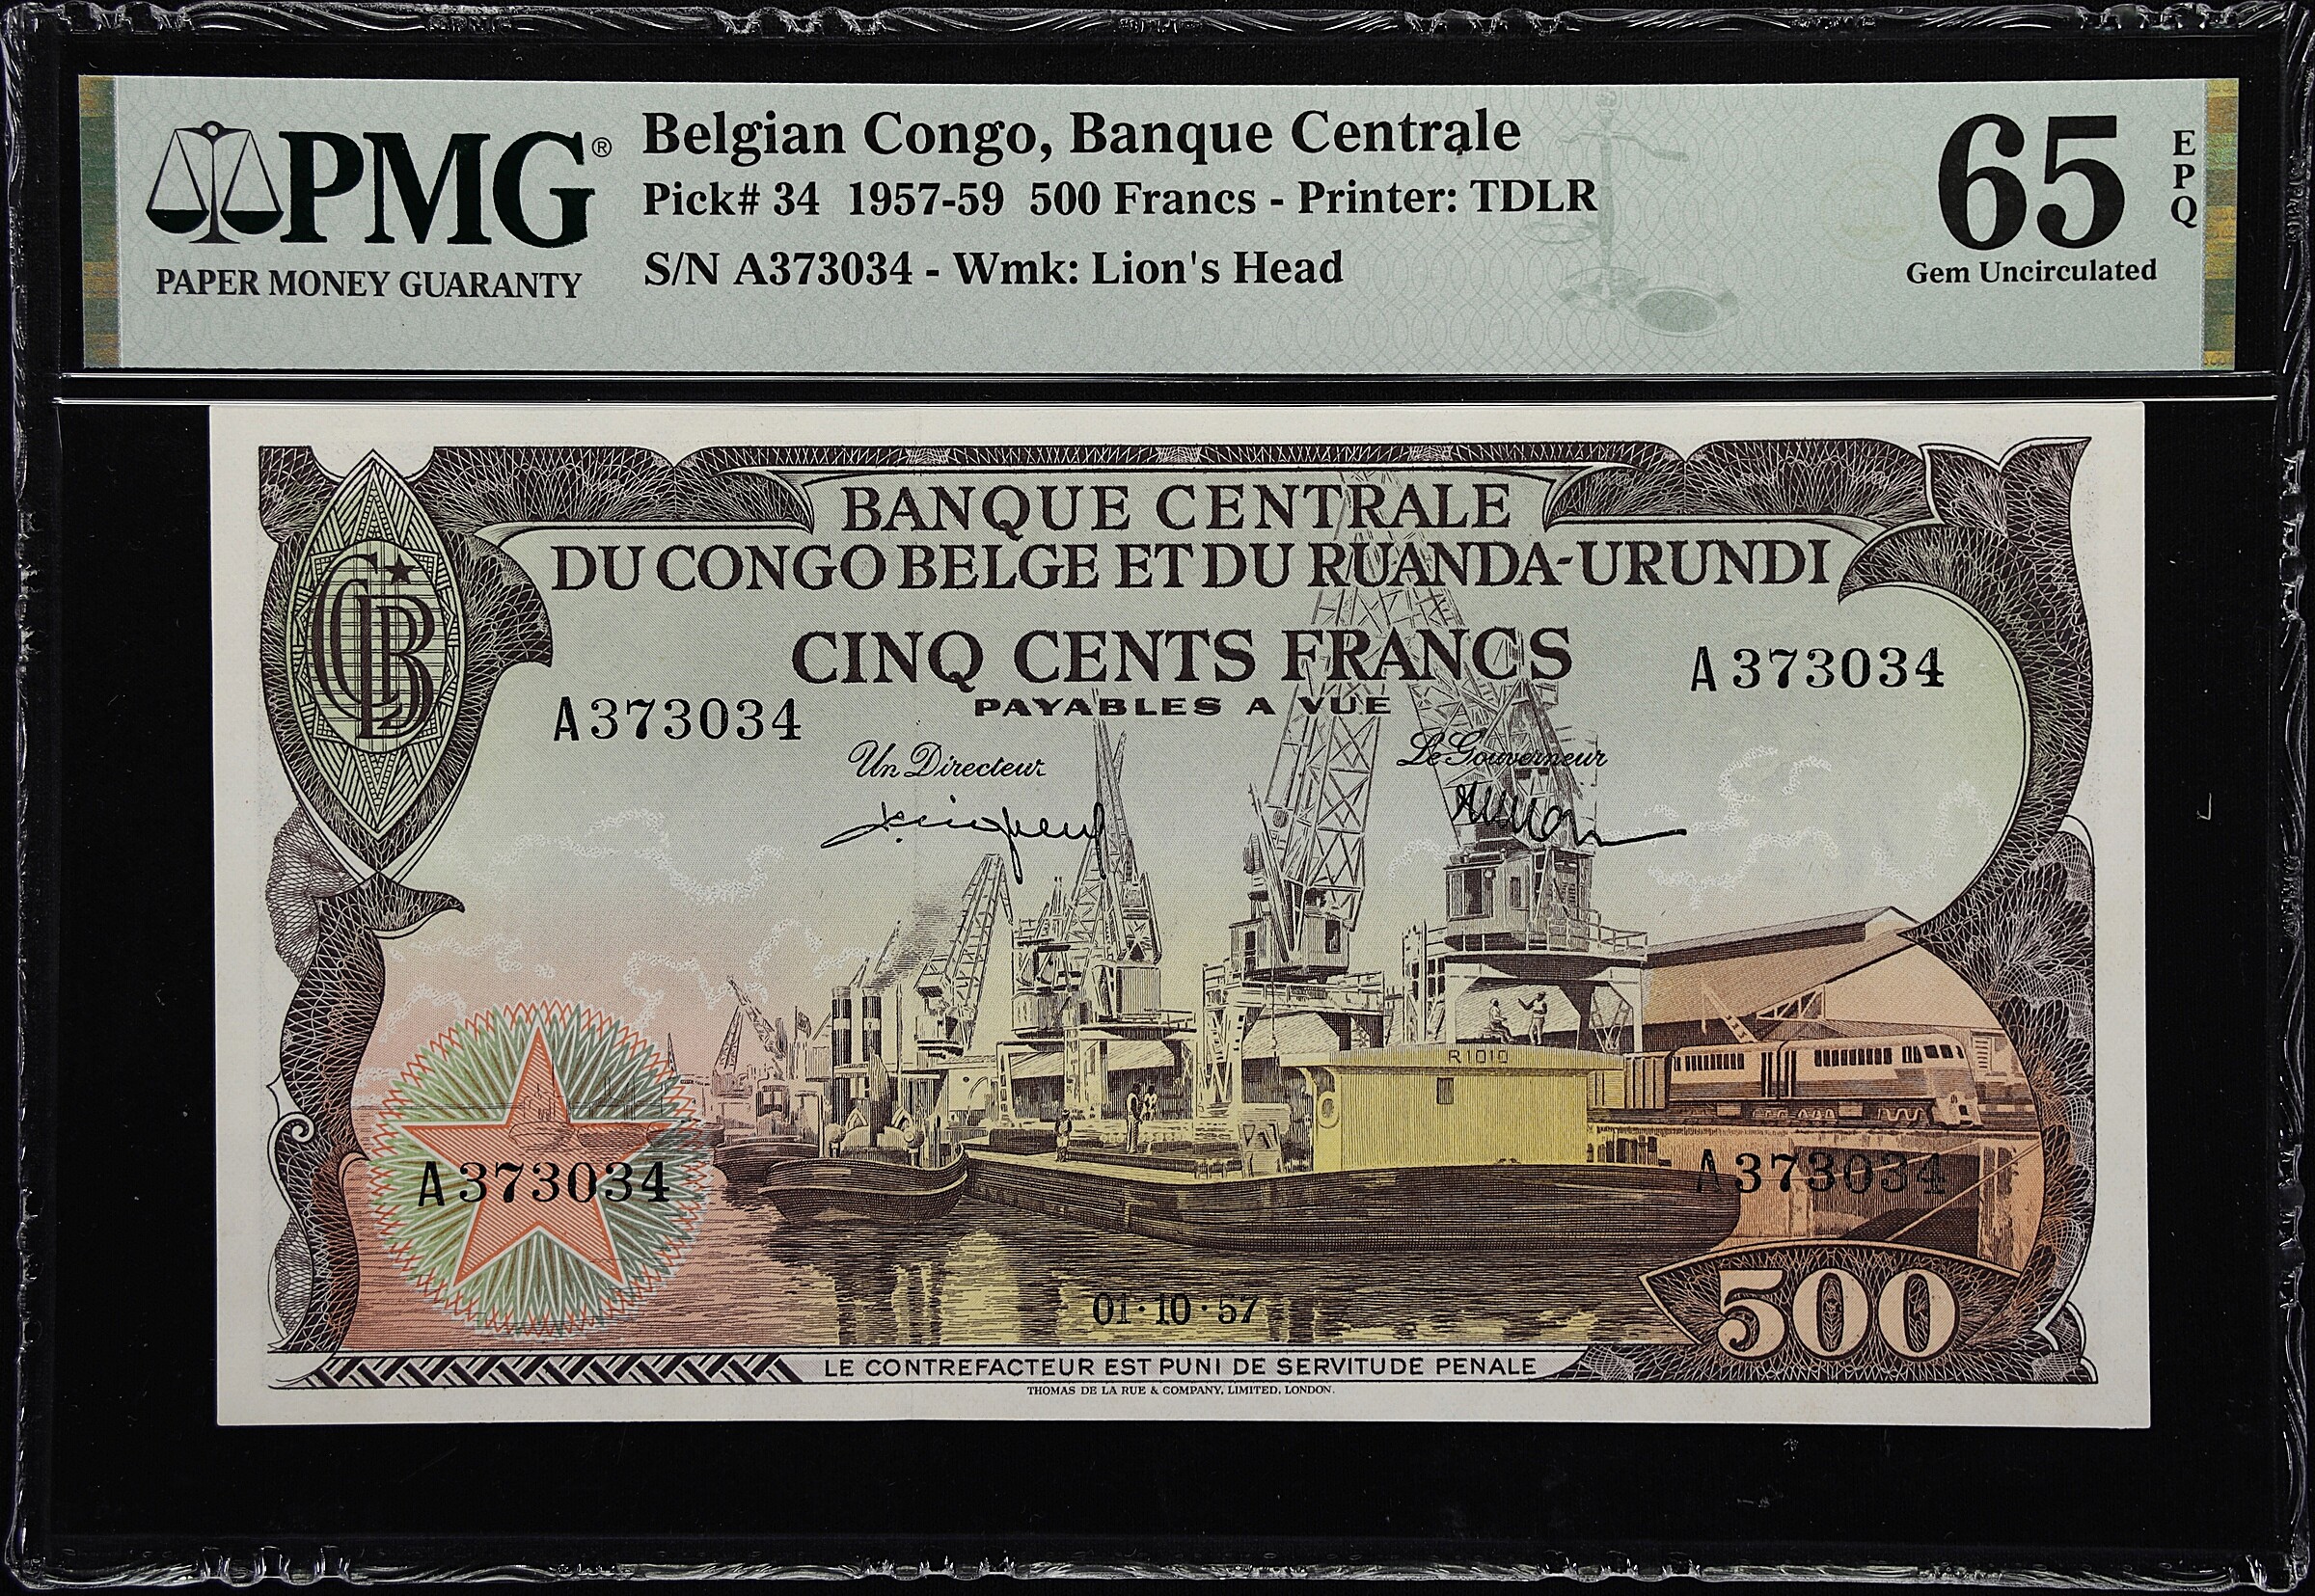 PMG®
PAPER MONEY GUARANTY
Belgian Congo, Banque Centrale
Pick# 34 1957-59 500 Francs - Printer: TDLR
S/N A373034 - Wmk: Lion's Head
65 EPQ
Gem Uncirculated
BANQUE CENTRALE
DU CONGO BELGE ET DU RUANDA-URUNDI
CINQ CENTS FRANCS
PAYABLES A VUE
A373034
A373034
Un Directeur
Le Gouverneur
R1010
A373034
A373034
01·10·57
500
LE CONTREFACTEUR EST PUNI DE SERVITUDE PENALE
THOMAS DE LA RUE & COMPANY, LIMITED, LONDON.